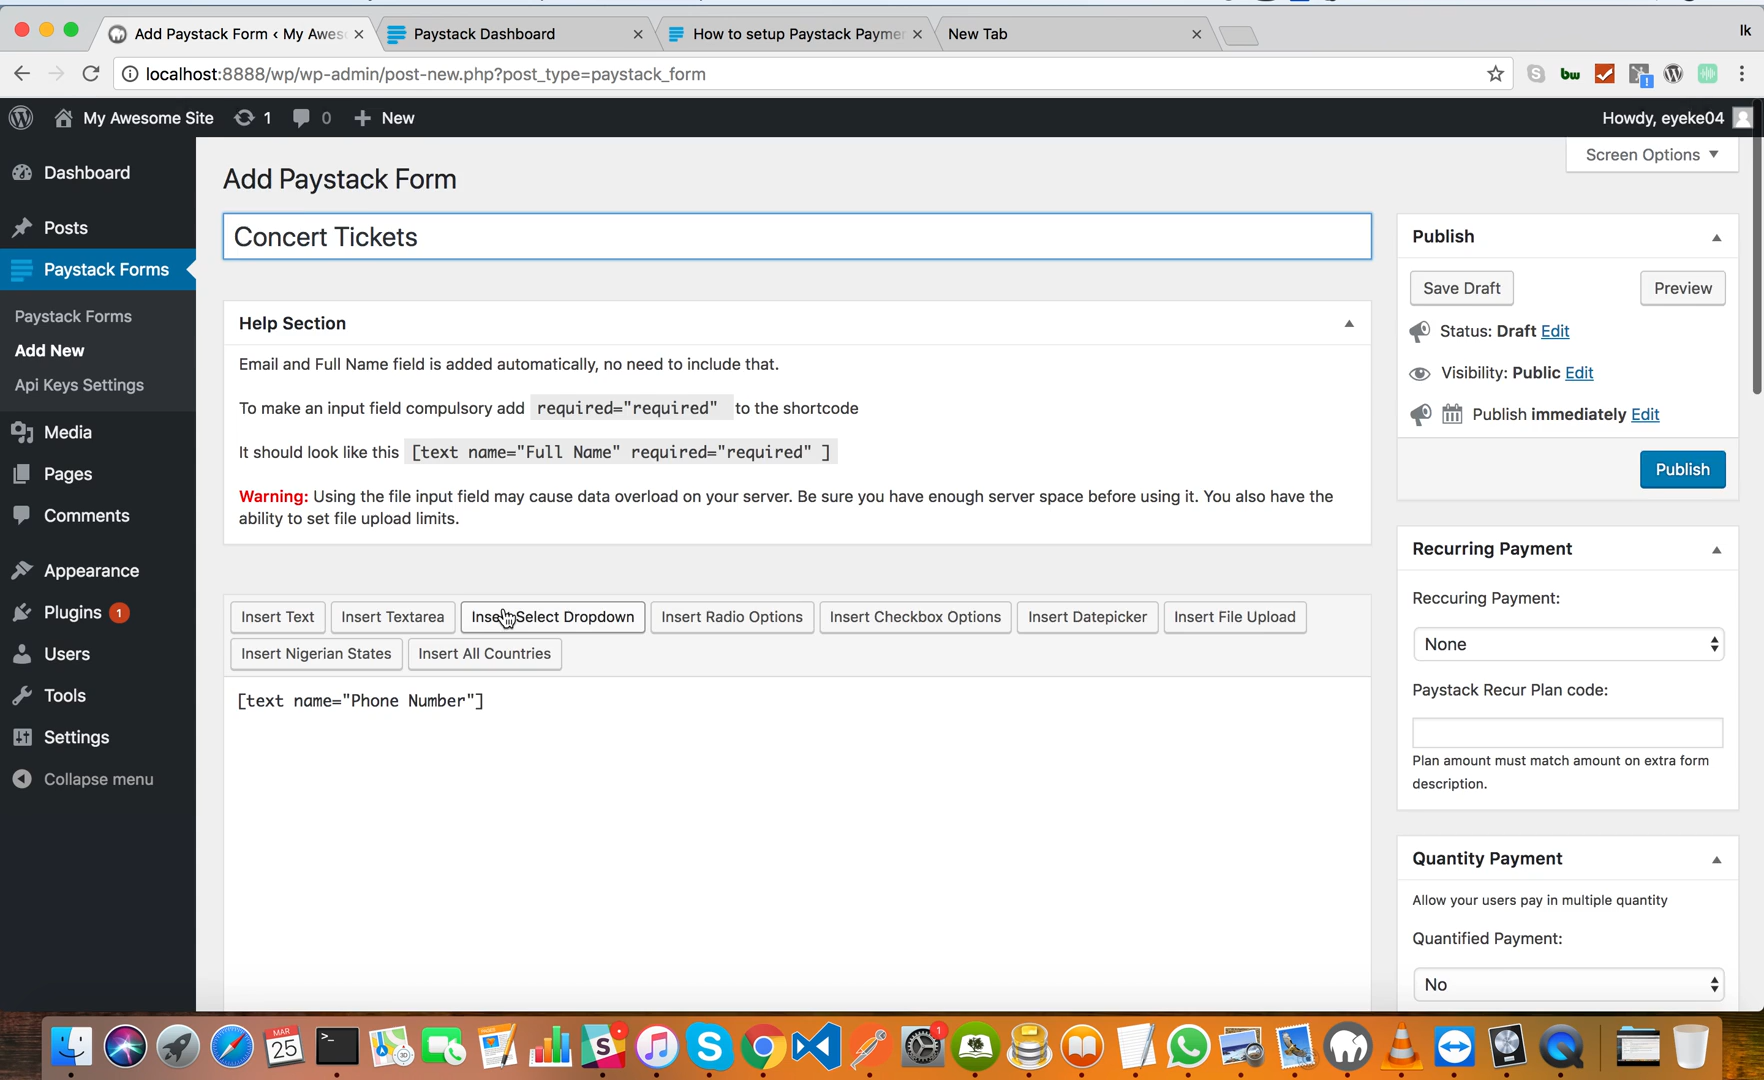 Add Paystack Form ‹ My Awes
Paystack Dashboard
How to setup Paystack Payme
New Tab
Ik
localhost:8888/wp/wp-admin/post-new.php?post_type=paystack_form
bw
My Awesome Site
1
0
New
Howdy, eyeke04
Screen Options
Dashboard
Posts
Paystack Forms
Paystack Forms
Add New
Api Keys Settings
Media
Pages
Comments
Appearance
Plugins 1
Users
Tools
Settings
Collapse menu
Add Paystack Form
Concert Tickets
Help Section
Email and Full Name field is added automatically, no need to include that.
To make an input field compulsory add required="required" to the shortcode
It should look like this [text name="Full Name" required="required" ]
Warning: Using the file input field may cause data overload on your server. Be sure you have enough server space before using it. You also have the
ability to set file upload limits.
Insert Text
Insert Textarea
Insert Select Dropdown
Insert Radio Options
Insert Checkbox Options
Insert Datepicker
Insert File Upload
Insert Nigerian States
Insert All Countries
[text name="Phone Number"]
Publish
Save Draft
Preview
Status: Draft Edit
Visibility: Public Edit
Publish immediately Edit
Publish
Recurring Payment
Reccuring Payment:
None
Paystack Recur Plan code:
Plan amount must match amount on extra form
description.
Quantity Payment
Allow your users pay in multiple quantity
Quantified Payment:
No
MAR
25
3D
1